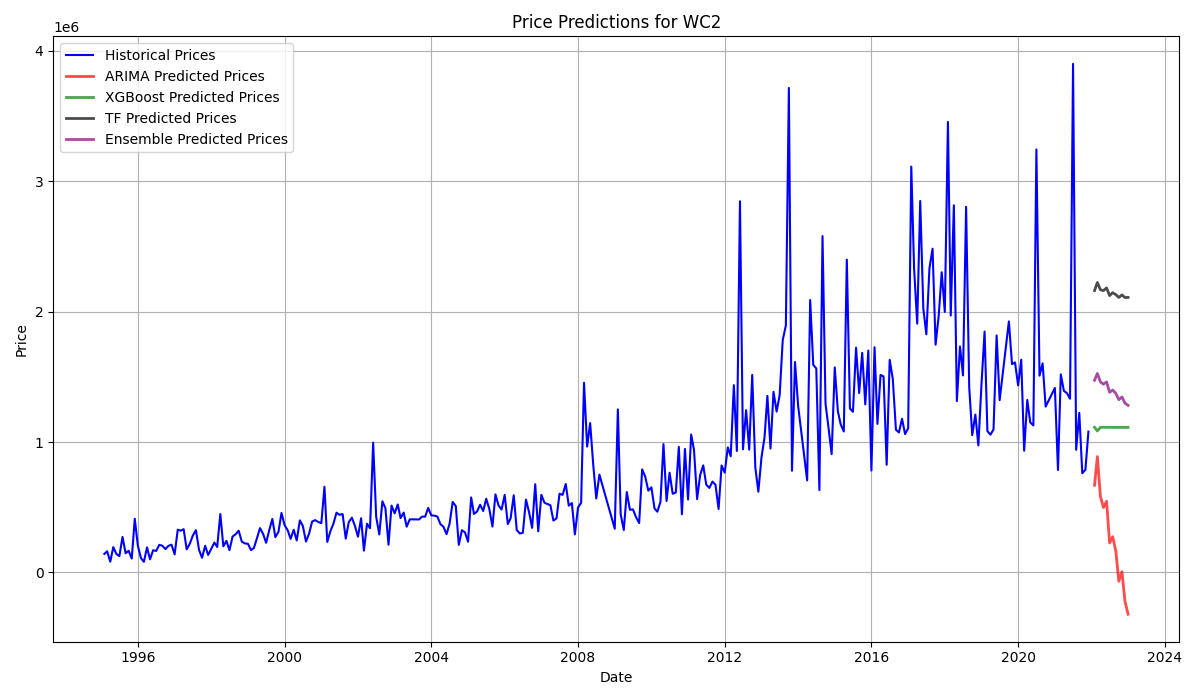 Price Predictions for WC2
1e6
Historical Prices
ARIMA Predicted Prices
XGBoost Predicted Prices
TF Predicted Prices
Ensemble Predicted Prices
4
3
2
1
0
Price
1996 2000 2004 2008 2012 2016 2020 2024
Date